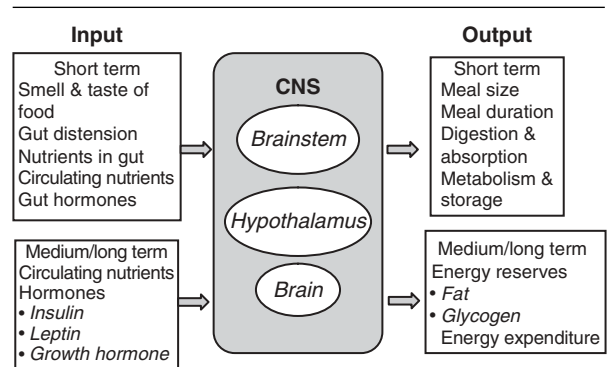 Input
Short term
Smell & taste of
food
Gut distension
Nutrients in gut
Circulating nutrients
Gut hormones
Medium/long term
Circulating nutrients
Hormones
• Insulin
• Leptin
• Growth hormone
CNS
Brainstem
Hypothalamus
Brain
Output
Short term
Meal size
Meal duration
Digestion &
absorption
Metabolism &
storage
Medium/long term
Energy reserves
• Fat
• Glycogen
Energy expenditure